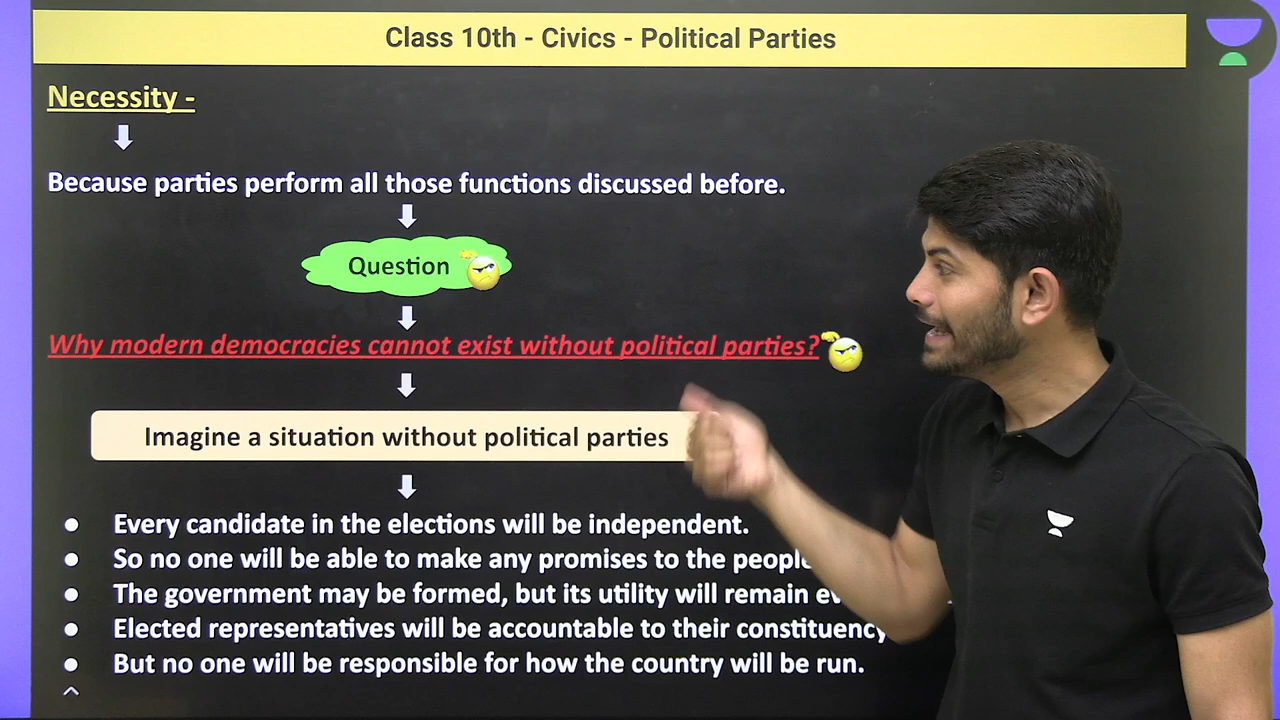 Class 10th - Civics - Political Parties
Necessity -
Because parties perform all those functions discussed before.
Question
Why modern democracies cannot exist without political parties?
Imagine a situation without political parties
● Every candidate in the elections will be independent.
● So no one will be able to make any promises to the people
● The government may be formed, but its utility will remain
● Elected representatives will be accountable to their constituency
● But no one will be responsible for how the country will be run.
^